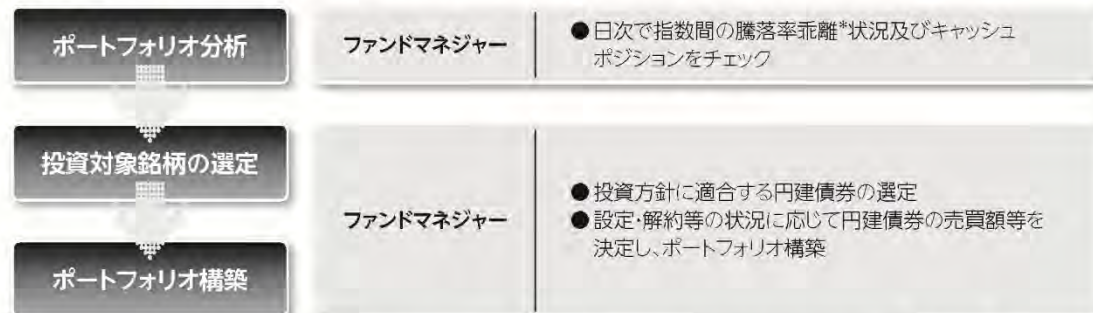 ポートフォリオ分析
ファンドマネジャー
●日次で指数間の騰落率乖離*状況及びキャッシュ
ポジションをチェック
投資対象銘柄の選定
ポートフォリオ構築
ファンドマネジャー
●投資方針に適合する円建債券の選定
●設定・解約等の状況に応じて円建債券の売買額等を
決定し、ポートフォリオ構築